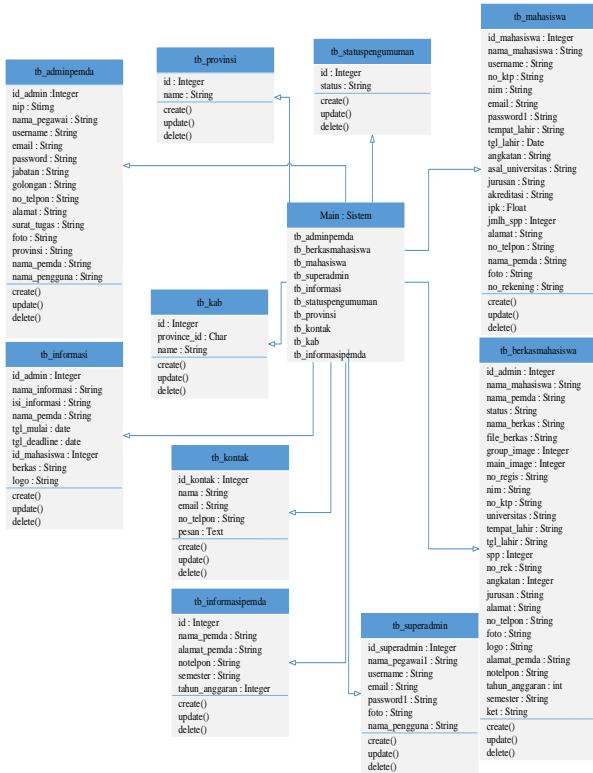 tb_adminpemda
id_admin :Integer
nip : Stirng
nama_pegawai : String
username : String
email : String
password : String
jabatan : String
golongan : String
no_telpon : String
alamat : String
surat_tugas : String
foto : String
provinsi : String
nama_pemda : String
nama_pengguna : String
create()
update()
delete()
tb_provinsi
id : Integer
name : String
create()
update()
delete()
tb_statuspengumuman
id : Integer
status : String
create()
update()
delete()
tb_mahasiswa
id_mahasiswa : Integer
nama_mahasiswa : String
username : String
no_ktp : String
nim : String
email : String
password1 : String
tempat_lahir : String
tgl_lahir : Date
angkatan : String
asal_universitas : String
jurusan : String
akreditasi : String
ipk : Float
jmlh_spp : Integer
alamat : String
no_telpon : String
nama_pemda : String
foto : String
no_rekening : String
create()
update()
delete()
Main : Sistem
tb_adminpemda
tb_berkasmahasiswa
tb_mahasiswa
tb_superadmin
tb_informasi
tb_statuspengumuman
tb_provinsi
tb_kontak
tb_kab
tb_informasipemda
tb_kab
id : Integer
province_id : Char
name : String
create()
update()
delete()
tb_informasi
id_admin : Integer
nama_informasi : String
isi_informasi : String
nama_pemda : String
tgl_mulai : date
tgl_deadline : date
id_mahasiswa : Integer
berkas : String
logo : String
create()
update()
delete()
tb_kontak
id_kontak : Integer
nama : String
email : String
no_telpon : String
pesan : Text
create()
update()
delete()
tb_berkasmahasiswa
id_admin : Integer
nama_mahasiswa : String
nama_pemda : String
status : String
nama_berkas : String
file_berkas : String
group_image : Integer
main_image : Integer
no_regis : String
nim : String
no_ktp : String
universitas : String
tempat_lahir : String
tgl_lahir : String
spp : Integer
no_rek : String
angkatan : Integer
jurusan : String
alamat : String
no_telpon : String
foto : String
logo : String
alamat_pemda : String
notelpon : String
tahun_anggaran : int
semester : String
ket : String
create()
update()
delete()
tb_informasipemda
id : Integer
nama_pemda : String
alamat_pemda : String
notelpon : String
semester : String
tahun_anggaran : Integer
create()
update()
delete()
tb_superadmin
id_superadmin : Integer
nama_pegawai1 : String
username : String
email : String
password1 : String
foto : String
nama_pengguna : String
create()
update()
delete()